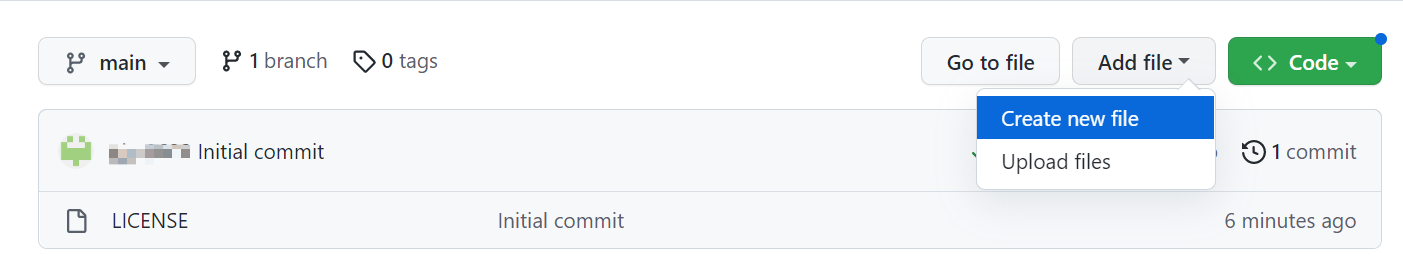 main 1 branch 0 tags Go to file Add file Code
Create new file
Initial commit 1 commit
Upload files
LICENSE Initial commit 6 minutes ago